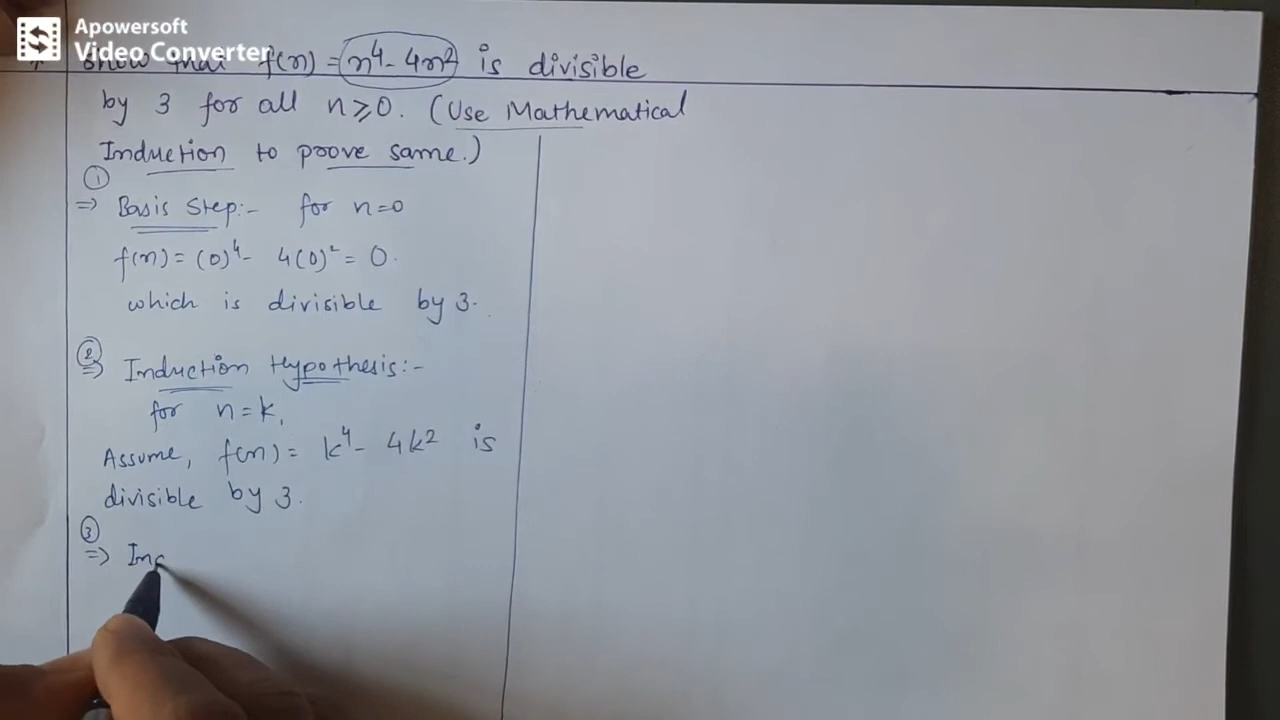 Apowersoft
Video Converter
Show that f(n) = n⁴ - 4n² is divisible
by 3 for all n ≥ 0. (Use Mathematical
Induction to prove same.)
①
⇒ Basis Step:- for n=0
f(n) = (0)⁴ - 4(0)² = 0.
which is divisible by 3.
②
⇒ Induction Hypothesis:-
for n = k,
Assume, f(n) = k⁴ - 4k² is
divisible by 3.
③
⇒ Ind